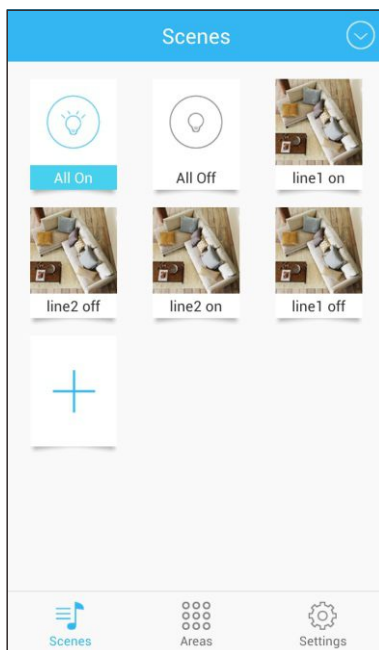 Scenes
All On
All Off
line1 on
line2 off
line2 on
line1 off
Scenes
Areas
Settings